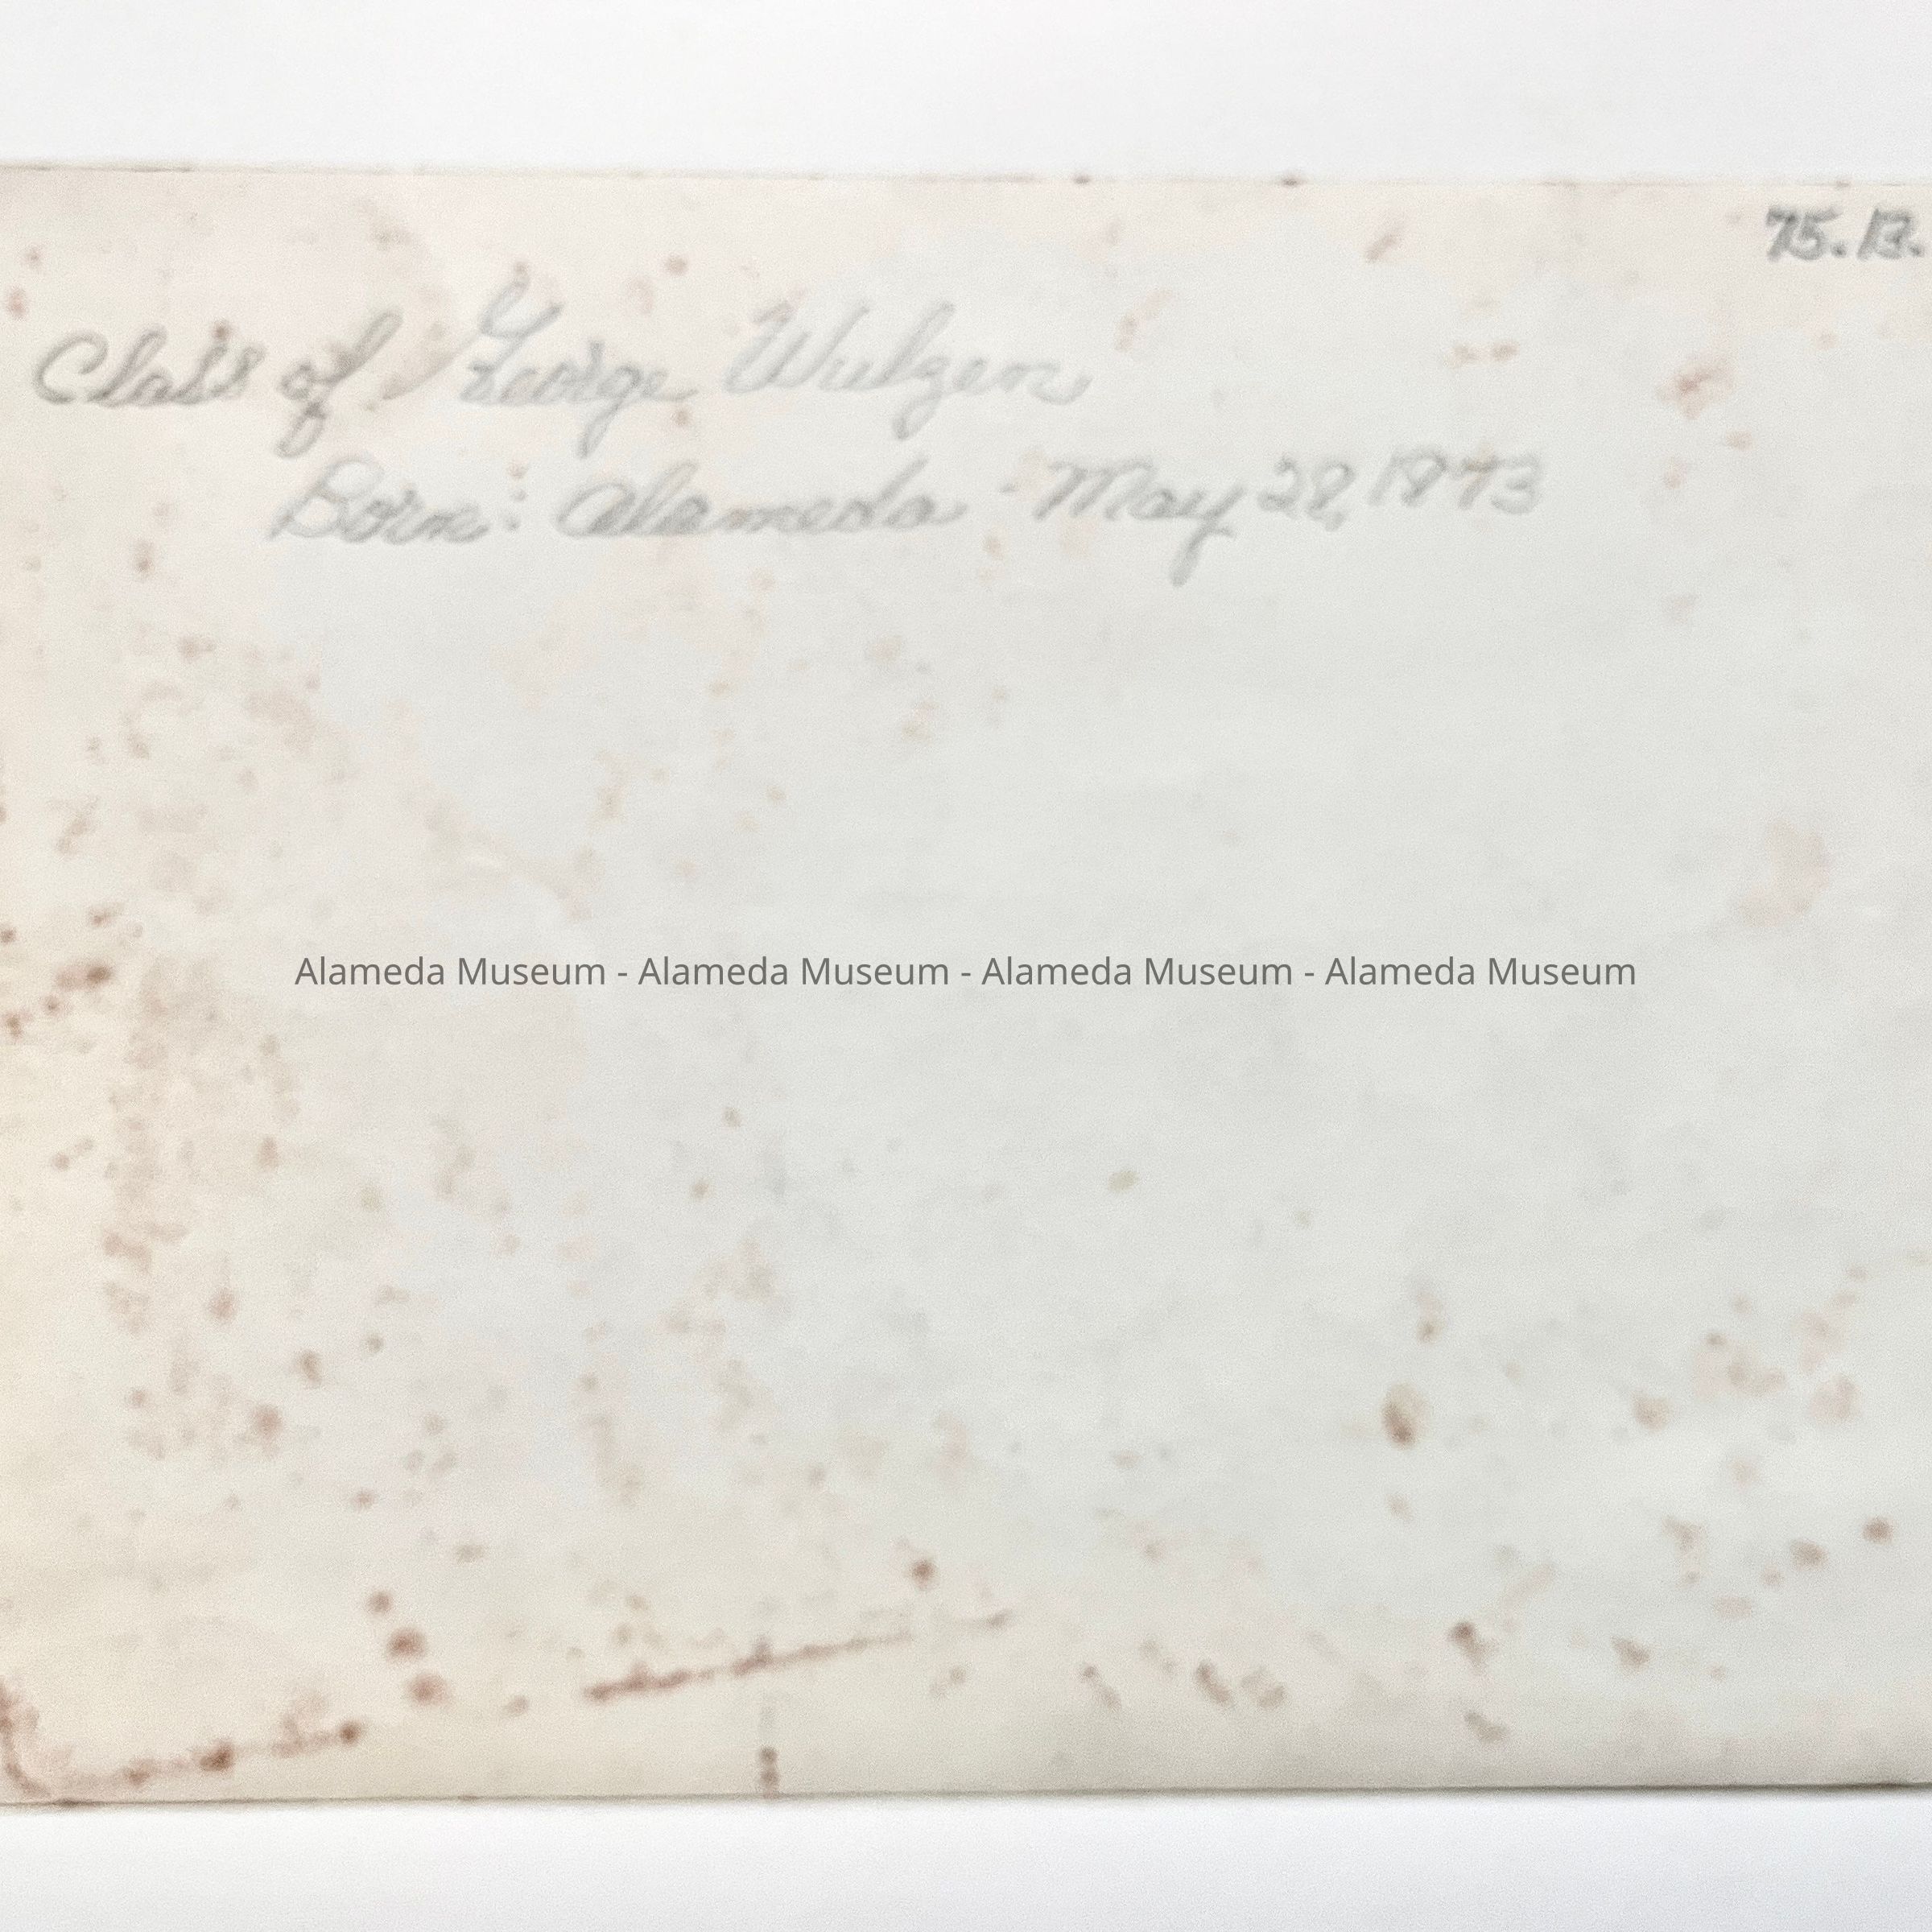 75.13.
Class of George Wulzen
Born: Alameda - May 28, 1873
Alameda Museum - Alameda Museum - Alameda Museum - Alameda Museum